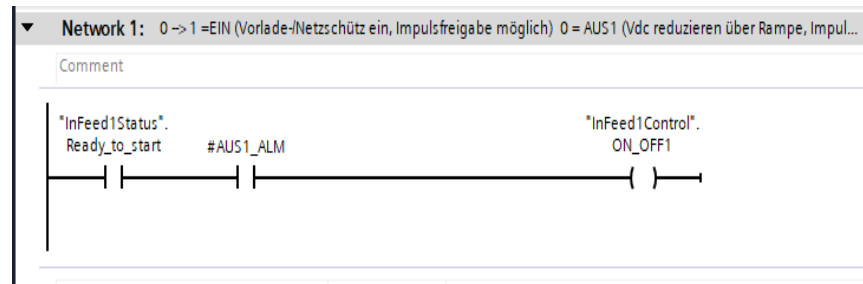 Network 1: 0 -> 1 =EIN (Vorlade-/Netzschütz ein, Impulsfreigabe möglich) 0 = AUS1 (Vdc reduzieren über Rampe, Impul...
Comment
"InFeed1Status".
Ready_to_start
#AUS1_ALM
"InFeed1Control".
ON_OFF1